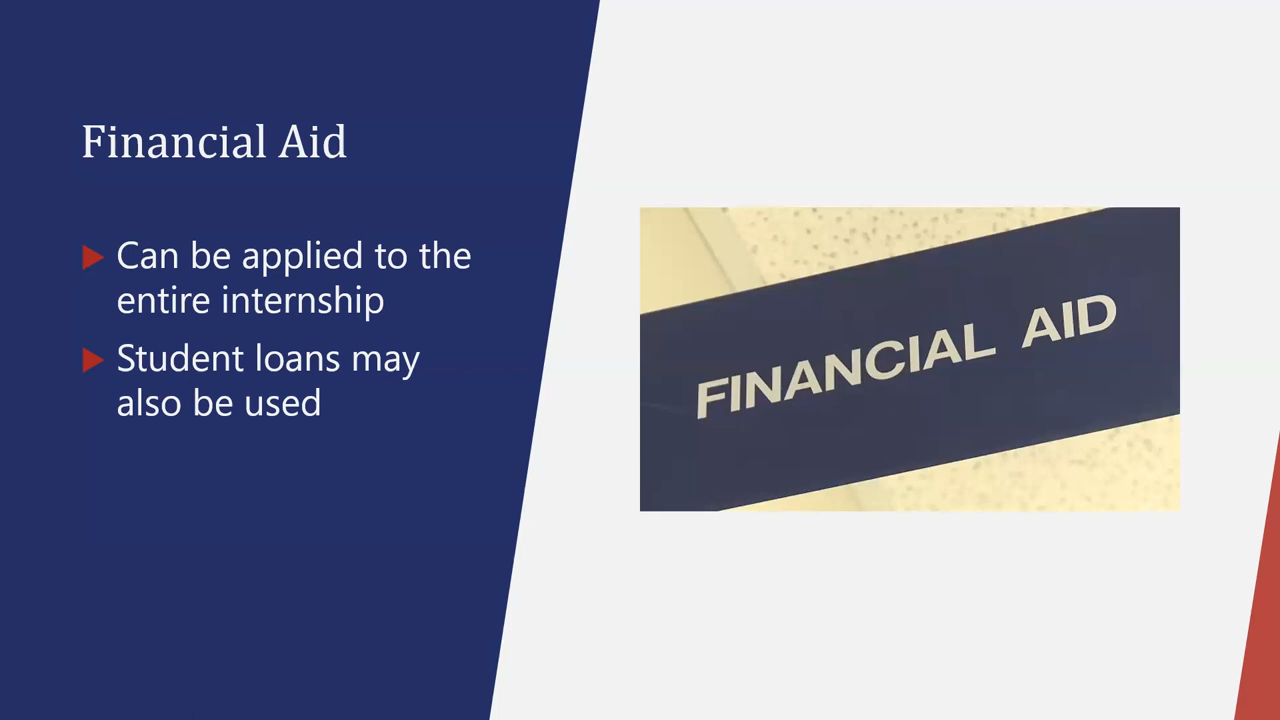 Financial Aid
Can be applied to the
entire internship
Student loans may
also be used
FINANCIAL AID